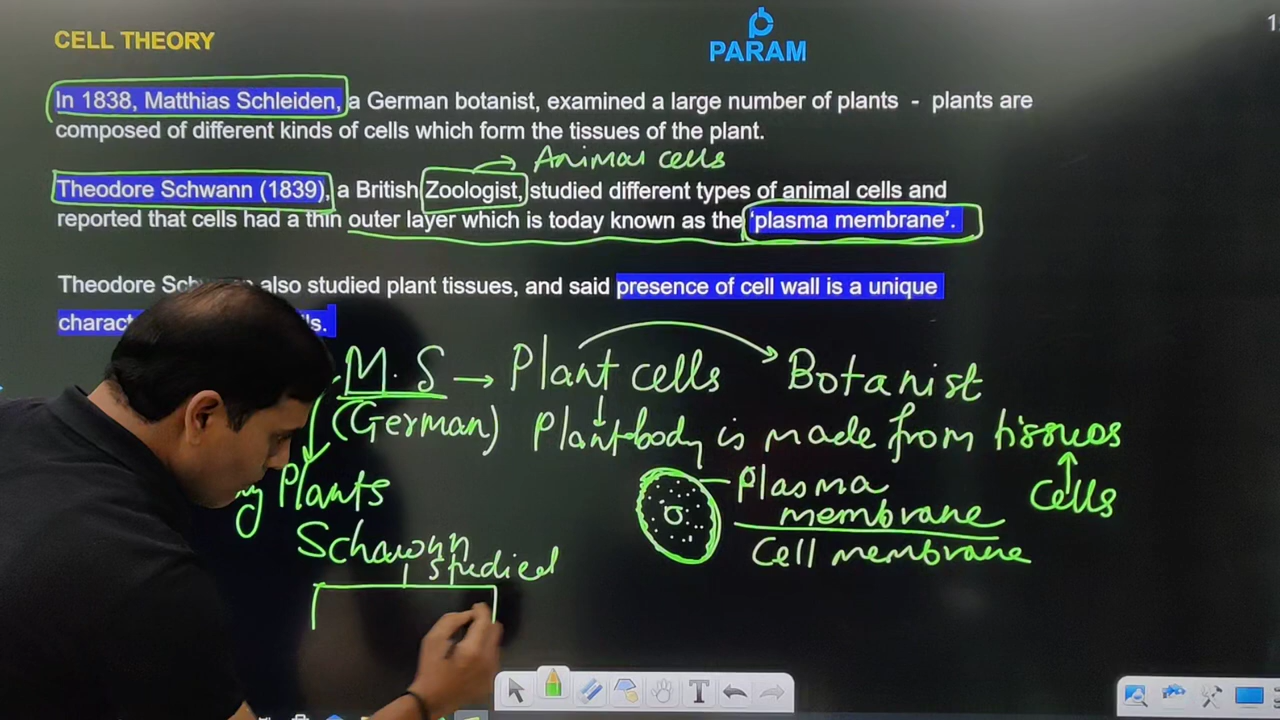 CELL THEORY
PARAM
In 1838, Matthias Schleiden, a German botanist, examined a large number of plants - plants are
composed of different kinds of cells which form the tissues of the plant.
Animal cells
Theodore Schwann (1839), a British Zoologist, studied different types of animal cells and
reported that cells had a thin outer layer which is today known as the 'plasma membrane'.
Theodore also studied plant tissues, and said presence of cell wall is a unique
M.S → Plant cells Botanist
(German) Plant body is made from tissues
Plants
Plasma
membrane
Cells
Schawnn
studied
Cell membrane
T